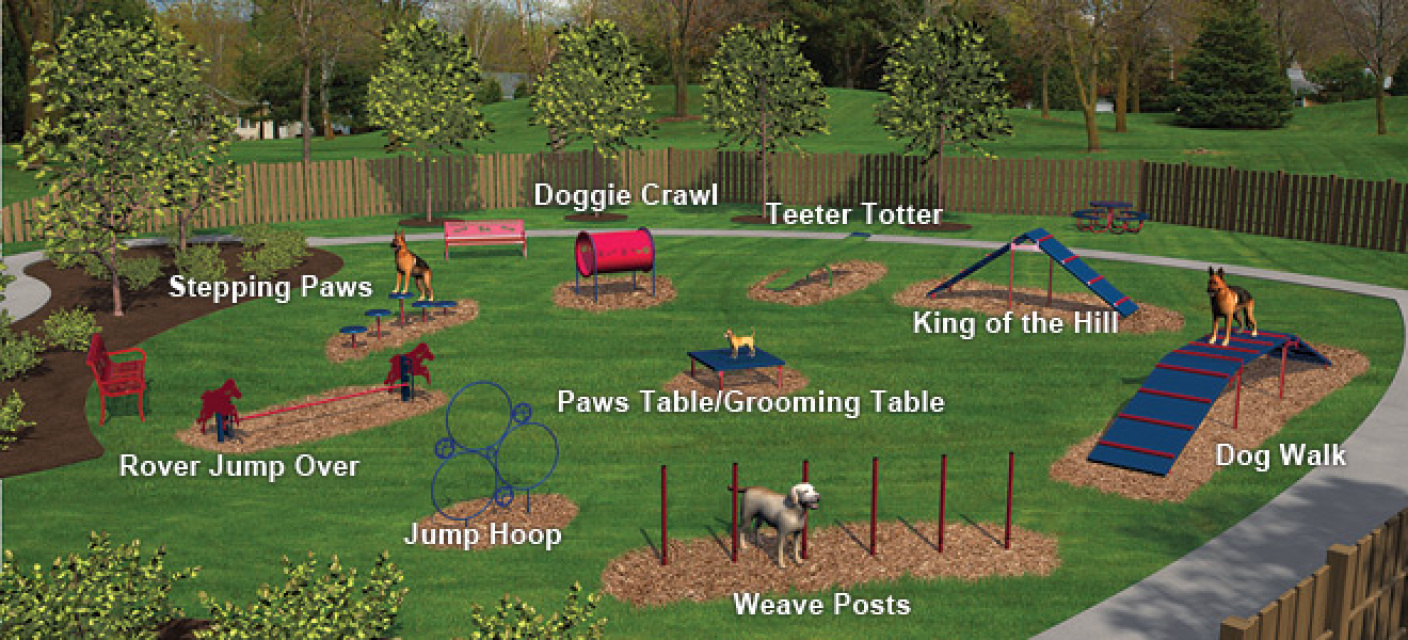 Doggie Crawl
Teeter Totter
Stepping Paws
King of the Hill
Paws Table/Grooming Table
Rover Jump Over
Dog Walk
Jump Hoop
Weave Posts